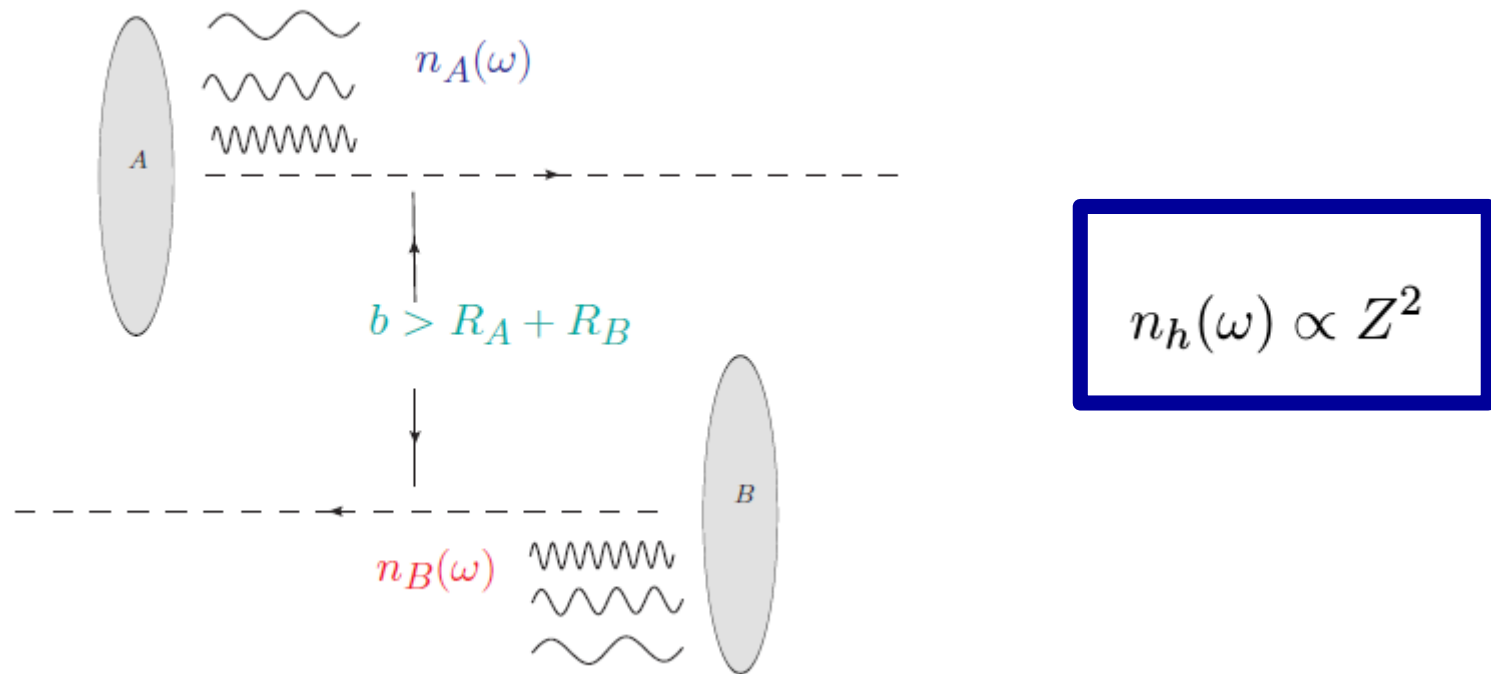 n_A(ω)
A
b > R_A + R_B
n_h(ω) ∝ Z^2
B
n_B(ω)